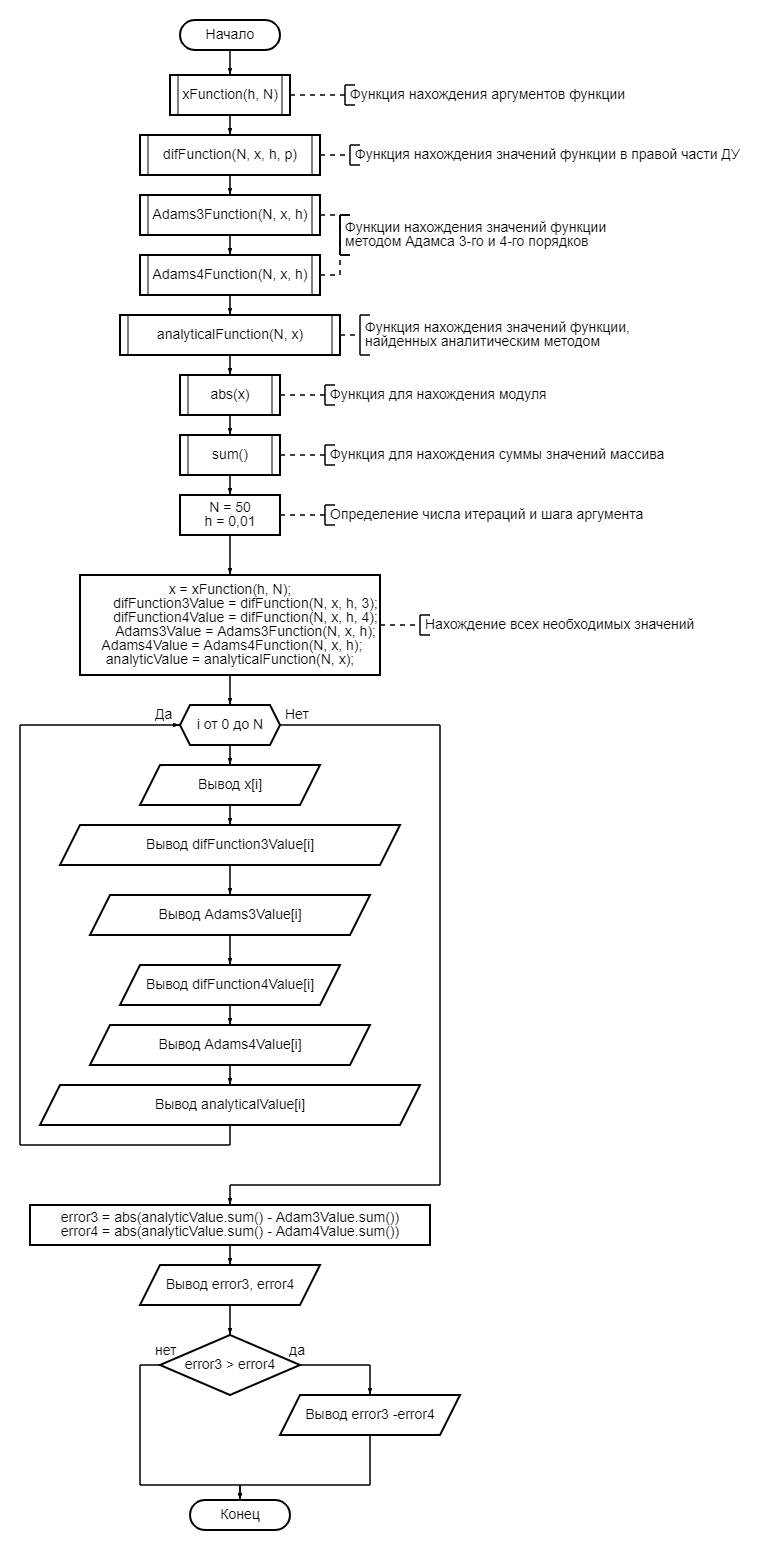 Начало
xFunction(h, N)
Функция нахождения аргументов функции
difFunction(N, x, h, p)
Функция нахождения значений функции в правой части ДУ
Adams3Function(N, x, h)
Функции нахождения значений функции
методом Адамса 3-го и 4-го порядков
Adams4Function(N, x, h)
analyticalFunction(N, x)
Функция нахождения значений функции,
найденных аналитическим методом
abs(x)
Функция для нахождения модуля
sum()
Функция для нахождения суммы значений массива
N = 50
h = 0,01
Определение числа итераций и шага аргумента
x = xFunction(h, N);
difFunction3Value = difFunction(N, x, h, 3);
difFunction4Value = difFunction(N, x, h, 4);
Adams3Value = Adams3Function(N, x, h);
Adams4Value = Adams4Function(N, x, h);
analyticValue = analyticalFunction(N, x);
Нахождение всех необходимых значений
Да
i от 0 до N
Нет
Вывод x[i]
Вывод difFunction3Value[i]
Вывод Adams3Value[i]
Вывод difFunction4Value[i]
Вывод Adams4Value[i]
Вывод analyticalValue[i]
error3 = abs(analyticValue.sum() - Adam3Value.sum())
error4 = abs(analyticValue.sum() - Adam4Value.sum())
Вывод error3, error4
нет
error3 > error4
да
Вывод error3 -error4
Конец